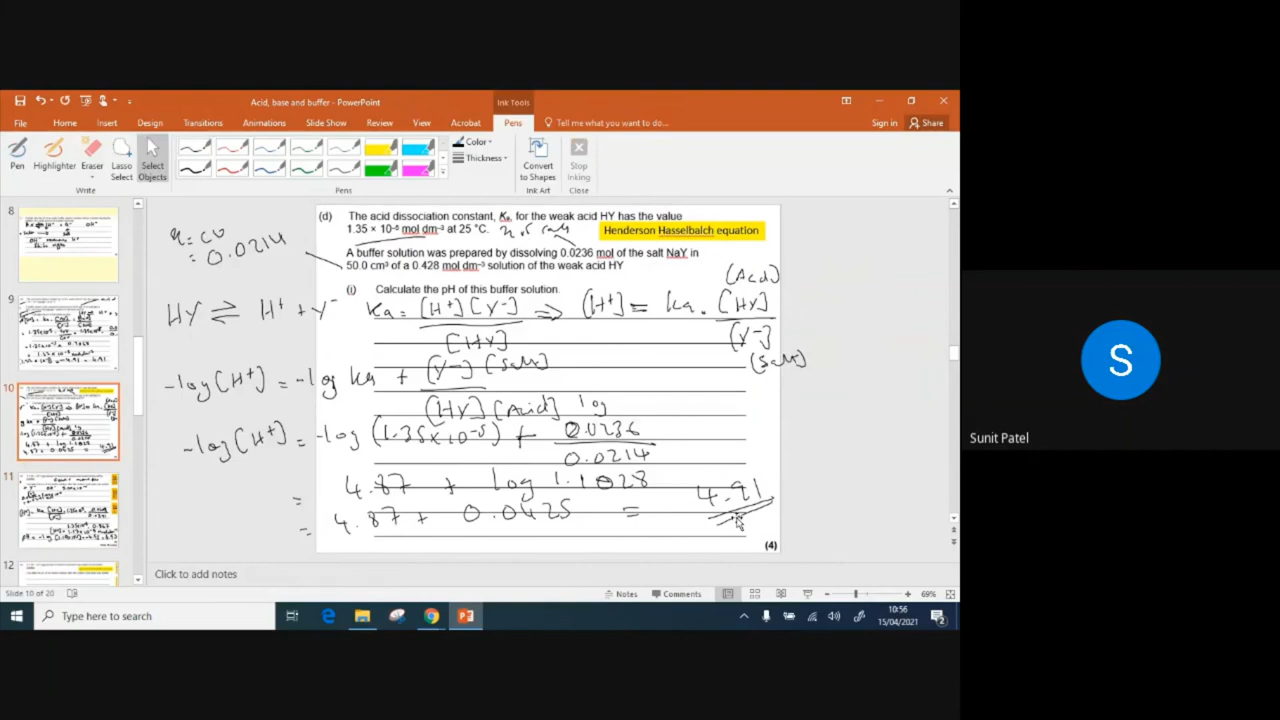 Acid, base and buffer - PowerPoint
Ink Tools
File Home Insert Design Transitions Animations Slide Show Review View Acrobat Pens Tell me what you want to do... Sign in Share
Pen Highlighter Eraser Lasso Select Select Objects
Color
Thickness
Convert to Shapes
Stop Inking
Write
Pens
Ink Art
Close
8
9
10
11
12
(d) The acid dissociation constant, Ka, for the weak acid HY has the value
1.35 × 10⁻⁵ mol dm⁻³ at 25 °C.
Henderson Hasselbalch equation
A buffer solution was prepared by dissolving 0.0236 mol of the salt NaY in
50.0 cm³ of a 0.428 mol dm⁻³ solution of the weak acid HY
(i) Calculate the pH of this buffer solution.
n = cv
= 0.0214
HY ⇌ H⁺ + Y⁻
Ka = [H⁺][Y⁻] / [HY] ⇒ [H⁺] = Ka . [HY] (Acid) / [Y⁻] (Salt)
-log[H⁺] = -log Ka + [Y⁻] [Salt] / [HY] [Acid] log
-log[H⁺] = -log (1.35×10⁻⁵) + 0.0236 / 0.0214
= 4.87 + log 1.1028
= 4.87 + 0.0425 = 4.91
(4)
Click to add notes
Slide 10 of 20
Notes
Comments
69%
Type here to search
10:56
15/04/2021
2
S
Sunit Patel